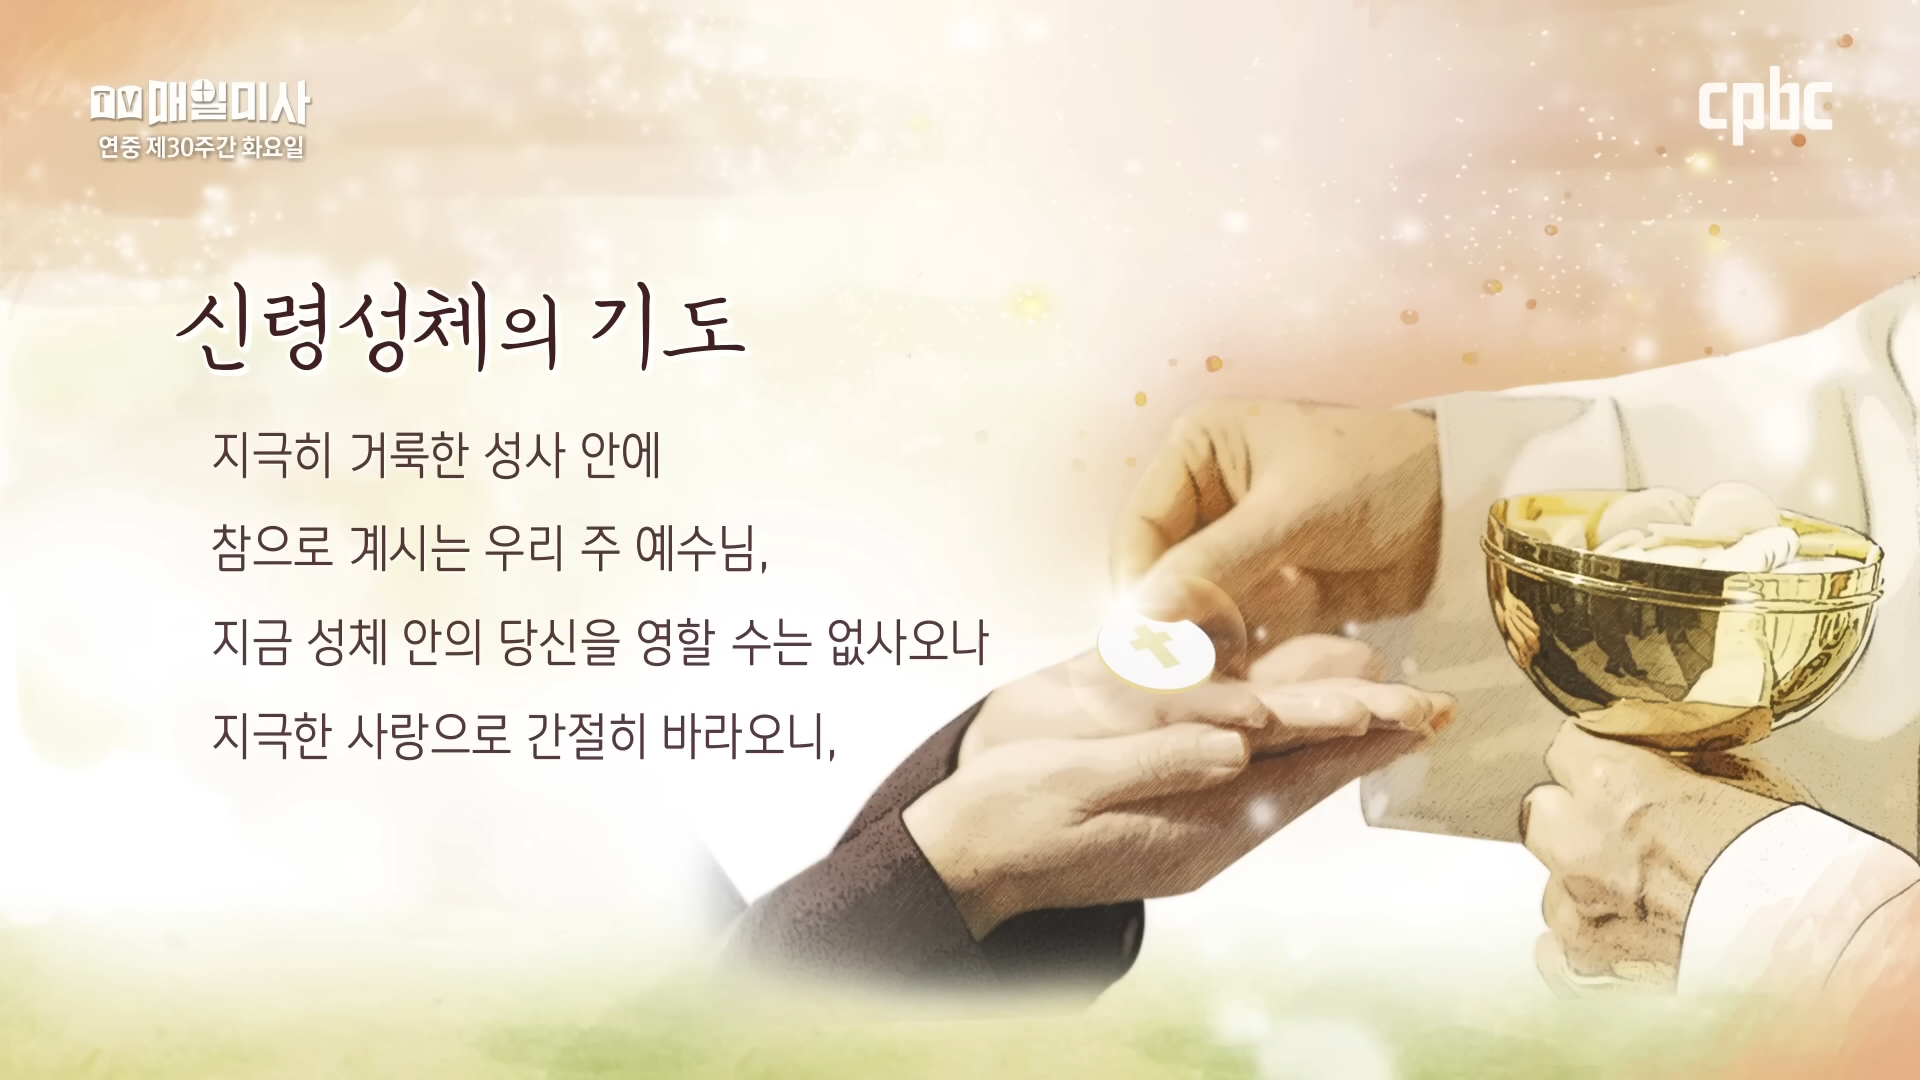 TV매일미사
연중 제30주간 화요일
cpbc
신령성체의 기도
지극히 거룩한 성사 안에
참으로 계시는 우리 주 예수님,
지금 성체 안의 당신을 영할 수는 없사오나
지극한 사랑으로 간절히 바라오니,